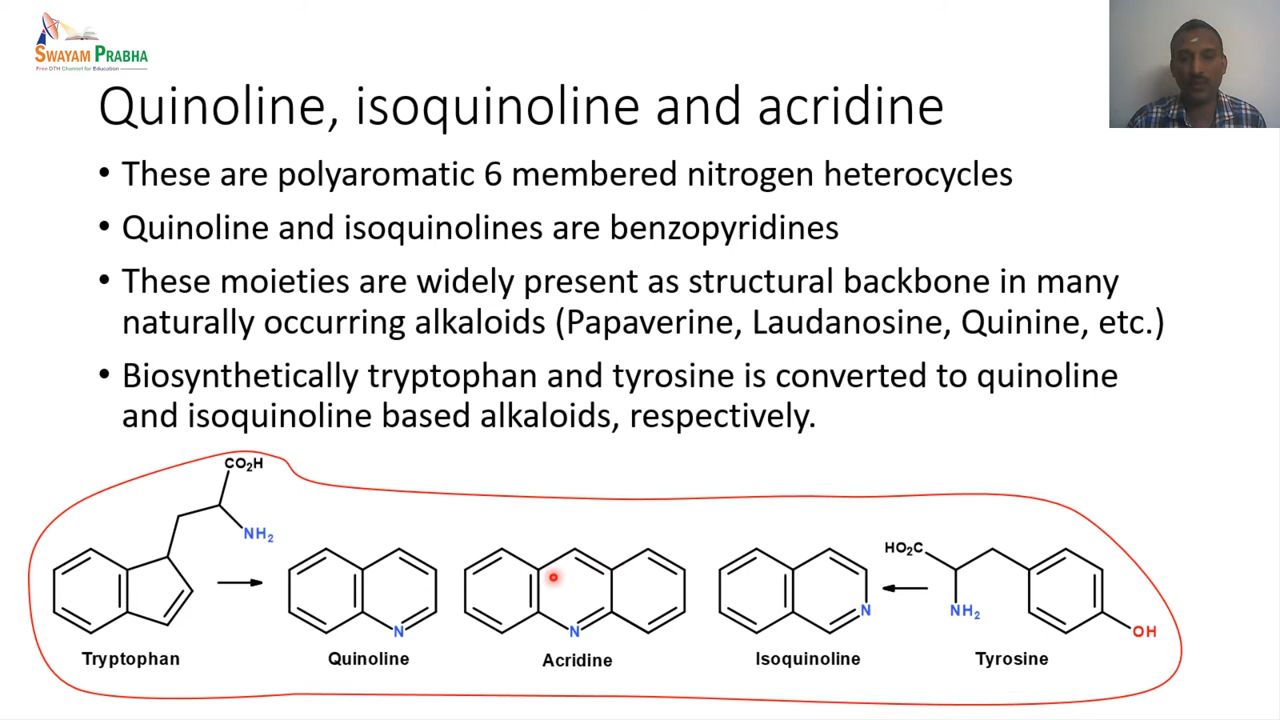 SWAYAM PRABHA
Free DTH Channel for Education
Quinoline, isoquinoline and acridine
• These are polyaromatic 6 membered nitrogen heterocycles
• Quinoline and isoquinolines are benzopyridines
• These moieties are widely present as structural backbone in many
naturally occurring alkaloids (Papaverine, Laudanosine, Quinine, etc.)
• Biosynthetically tryptophan and tyrosine is converted to quinoline
and isoquinoline based alkaloids, respectively.
CO₂H
NH₂
N
N
HO₂C
N
NH₂
OH
Tryptophan
Quinoline
Acridine
Isoquinoline
Tyrosine